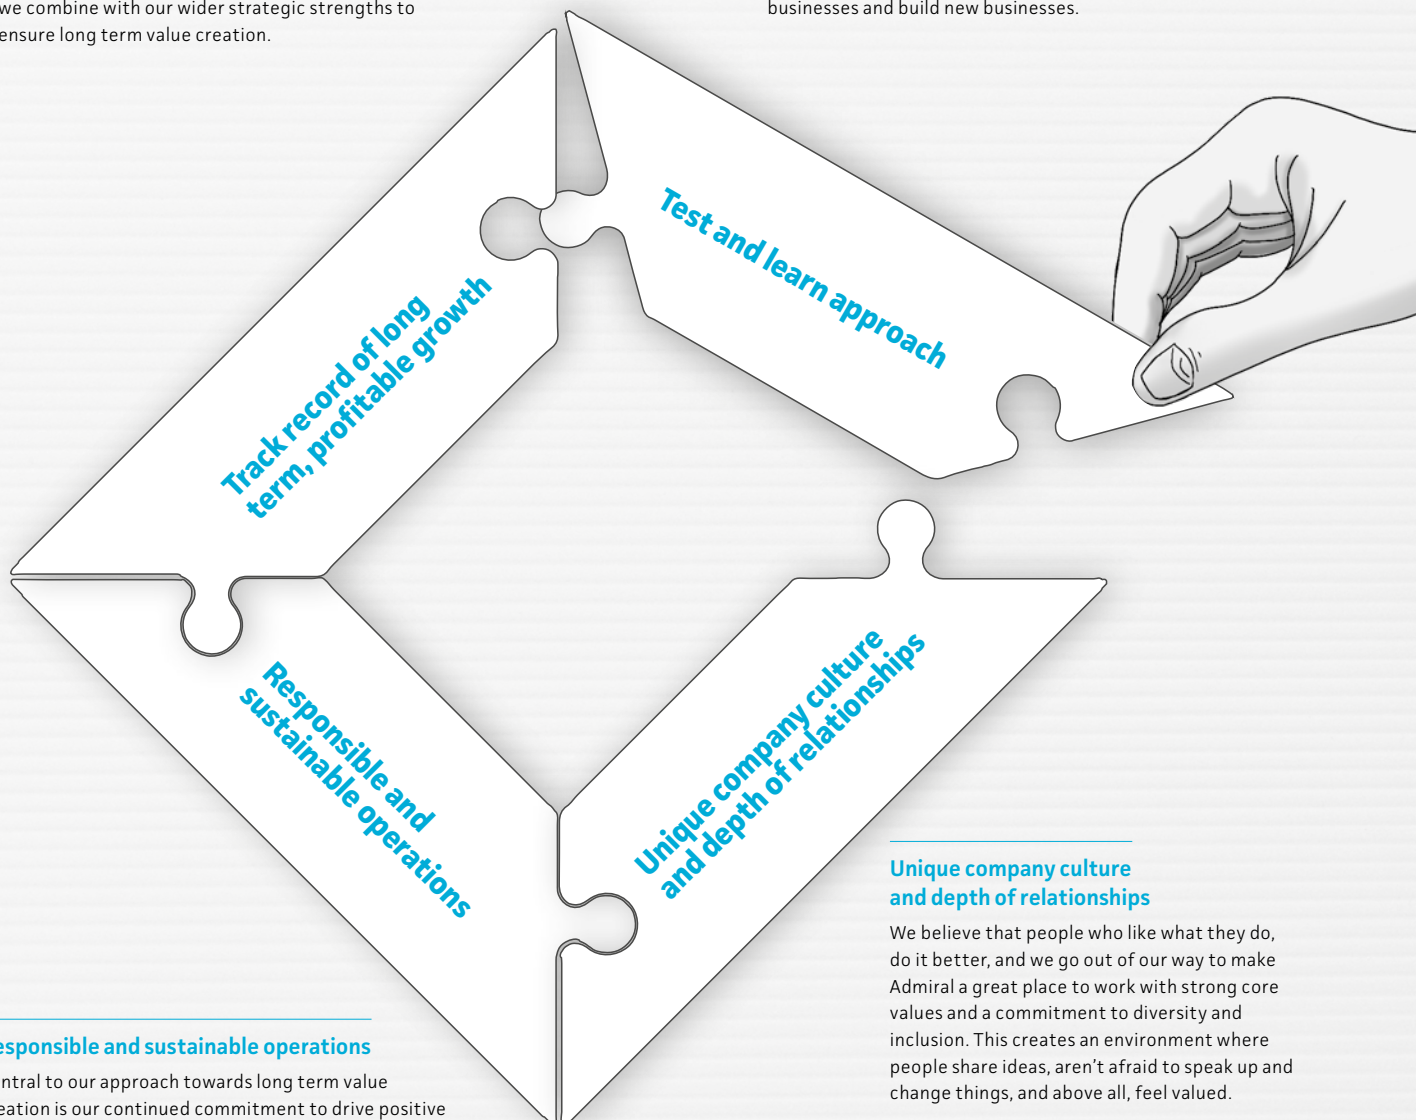 we combine with our wider strategic strengths to
ensure long term value creation.
businesses and build new businesses.
Test and learn approach
Track record of long
term, profitable growth
Responsible and
sustainable operations
Unique company culture
and depth of relationships
Unique company culture
and depth of relationships
We believe that people who like what they do,
do it better, and we go out of our way to make
Admiral a great place to work with strong core
values and a commitment to diversity and
inclusion. This creates an environment where
people share ideas, aren’t afraid to speak up and
change things, and above all, feel valued.
esponsible and sustainable operations
ntral to our approach towards long term value
eation is our continued commitment to drive positive